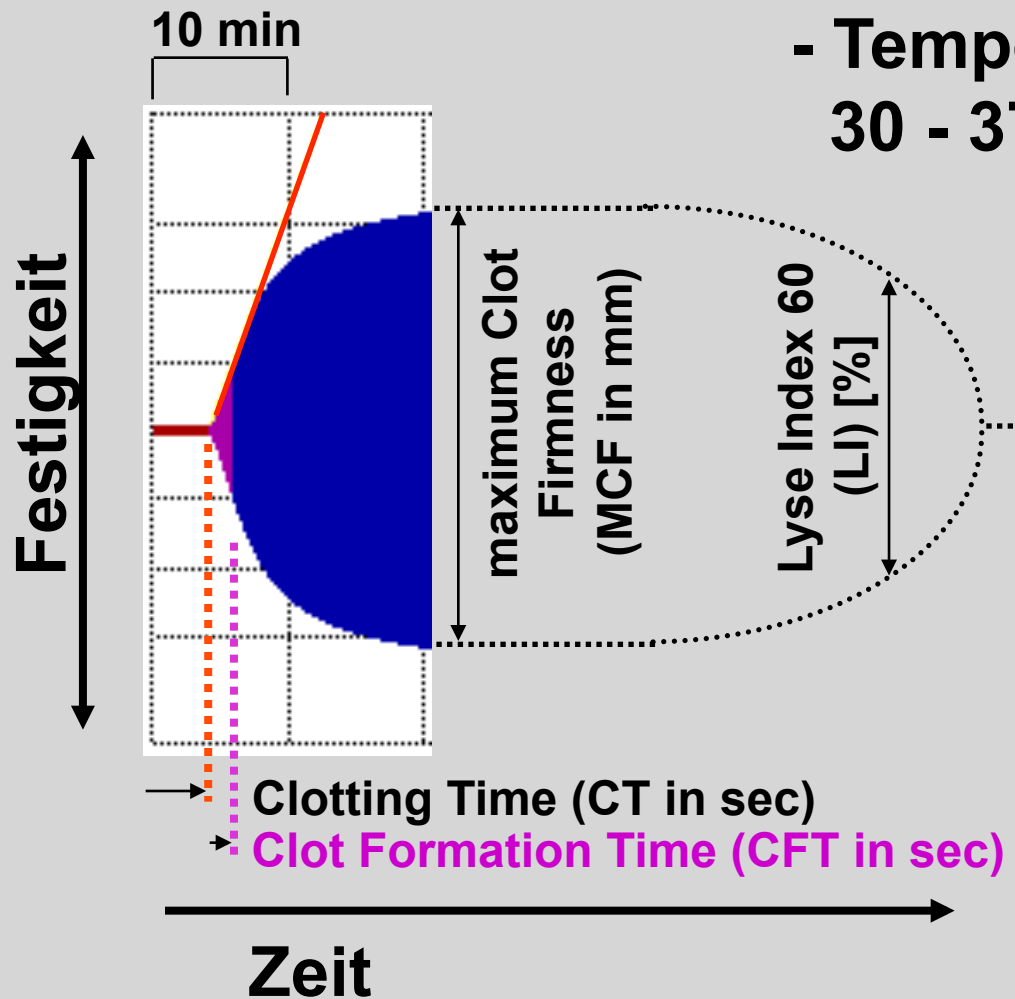 10 min
- Temp
30 - 37
Festigkeit
maximum Clot
Firmness
(MCF in mm)
Lyse Index 60
(LI) [%]
Clotting Time (CT in sec)
Clot Formation Time (CFT in sec)
Zeit